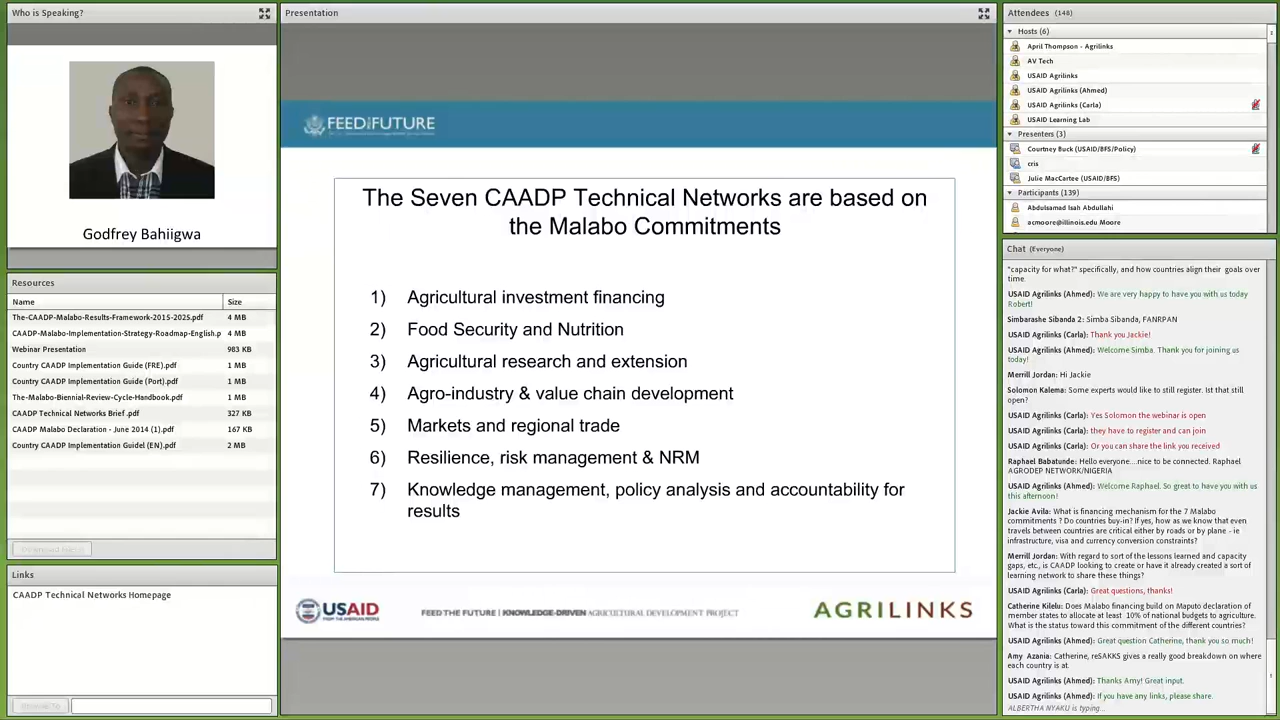 Who is Speaking?
Godfrey Bahiigwa
Resources
Name Size
The-CAADP-Malabo-Results-Framework-2015-2025.pdf 4 MB
CAADP-Malabo-Implementation-Strategy-Roadmap-English.p 4 MB
Webinar Presentation 983 KB
Country CAADP Implementation Guide (FRE).pdf 1 MB
Country CAADP Implementation Guide (Port).pdf 1 MB
The-Malabo-Biennial-Review-Cycle-Handbook.pdf 1 MB
CAADP Technical Networks Brief .pdf 327 KB
CAADP Malabo Declaration - June 2014 (1).pdf 167 KB
Country CAADP Implementation Guidel (EN).pdf 2 MB
Links
CAADP Technical Networks Homepage
Browse To
Presentation
FEED THE FUTURE
The Seven CAADP Technical Networks are based on
the Malabo Commitments
1) Agricultural investment financing
2) Food Security and Nutrition
3) Agricultural research and extension
4) Agro-industry & value chain development
5) Markets and regional trade
6) Resilience, risk management & NRM
7) Knowledge management, policy analysis and accountability for
results
USAID
FROM THE AMERICAN PEOPLE
FEED THE FUTURE | KNOWLEDGE-DRIVEN AGRICULTURAL DEVELOPMENT PROJECT
AGRILINKS
Attendees (148)
Hosts (6)
April Thompson - Agrilinks
AV Tech
USAID Agrilinks
USAID Agrilinks (Ahmed)
USAID Agrilinks (Carla)
USAID Learning Lab
Presenters (3)
Courtney Buck (USAID/BFS/Policy)
cris
Julie MacCartee (USAID/BFS)
Participants (139)
Abdulsamad Isah Abdullahi
acmoore@illinois.edu Moore
Chat (Everyone)
"capacity for what?" specifically, and how countries align their goals over
time.
USAID Agrilinks (Ahmed): We are very happy to have you with us today
Robert!
Simbarashe Sibanda 2: Simba Sibanda, FANRPAN
USAID Agrilinks (Carla): Thank you Jackie!
USAID Agrilinks (Ahmed): Welcome Simba. Thank you for joining us
today!
Merrill Jordan: Hi Jackie
Solomon Kalema: Some experts would like to still register. Ist that still
open?
USAID Agrilinks (Carla): Yes Solomon the webinar is open
USAID Agrilinks (Carla): they have to register and can join
USAID Agrilinks (Carla): Or you can share the link you received
Raphael Babatunde: Hello everyone....nice to be connected. Raphael
AGRODEP NETWORK/NIGERIA
USAID Agrilinks (Ahmed): Welcome Raphael. So great to have you with us
this afternoon!
Jackie Avila: What is financing mechanism for the 7 Malabo
commitments ? Do countries buy-in? If yes, how as we know that even
travels between countries are critical either by roads or by plane - ie
infrastructure, visa and currency conversion constraints?
Merrill Jordan: With regard to sort of the lessons learned and capacity
gaps, etc., is CAADP looking to create or have it already created a sort of
learning network to share these things?
USAID Agrilinks (Carla): Great questions, thanks!
Catherine Kilelu: Does Malabo financing build on Maputo declaration of
member states to allocate at least 10% of national budgets to agriculture.
What is the status toward this commitment of the different countries?
USAID Agrilinks (Ahmed): Great question Catherine, thank you so much!
Amy Azania: Catherine, reSAKKS gives a really good breakdown on where
each country is at.
USAID Agrilinks (Ahmed): Thanks Amy! Great input.
USAID Agrilinks (Ahmed): If you have any links, please share.
ALBERTHA NYAKU is typing...